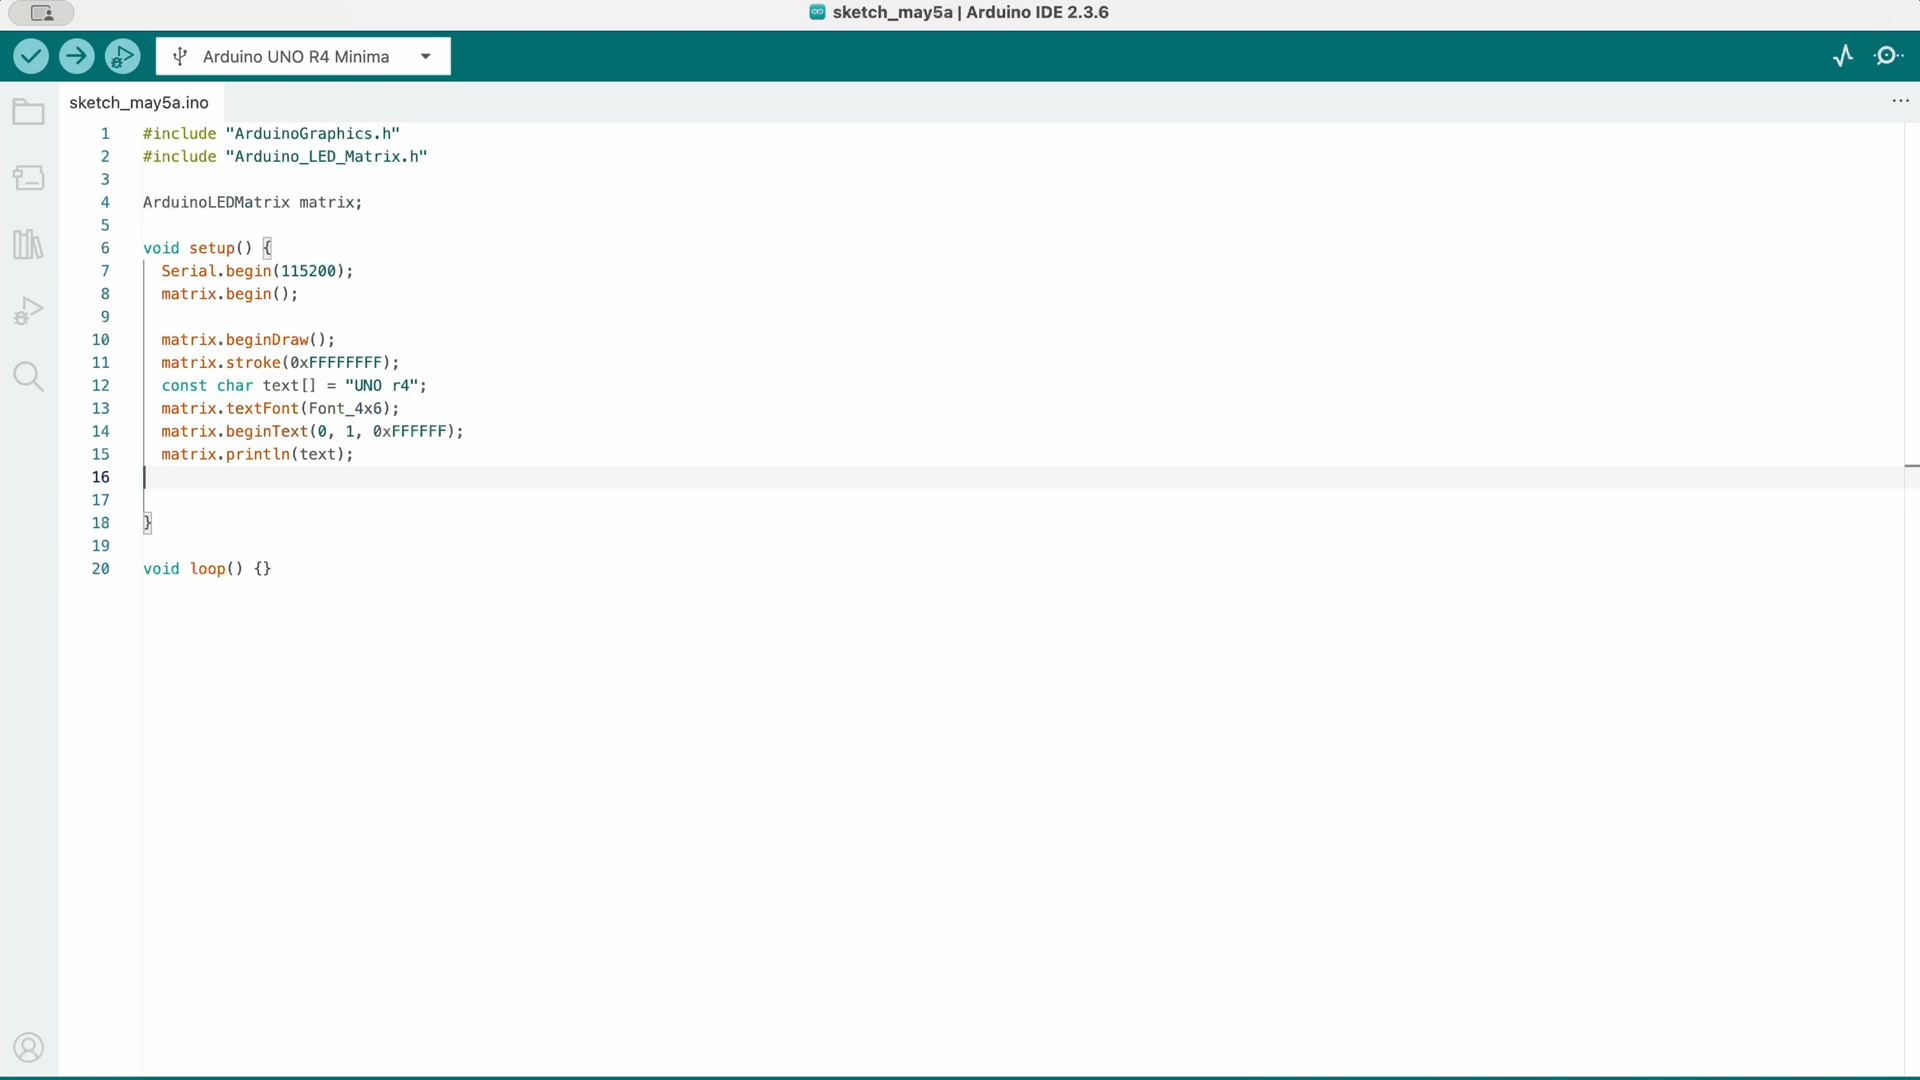 sketch_may5a | Arduino IDE 2.3.6
Arduino UNO R4 Minima
sketch_may5a.ino
1 #include "ArduinoGraphics.h"
2 #include "Arduino_LED_Matrix.h"
3
4 ArduinoLEDMatrix matrix;
5
6 void setup() {
7   Serial.begin(115200);
8   matrix.begin();
9
10   matrix.beginDraw();
11   matrix.stroke(0xFFFFFFFF);
12   const char text[] = "UNO r4";
13   matrix.textFont(Font_4x6);
14   matrix.beginText(0, 1, 0xFFFFFF);
15   matrix.println(text);
16
17
18 }
19
20 void loop() {}